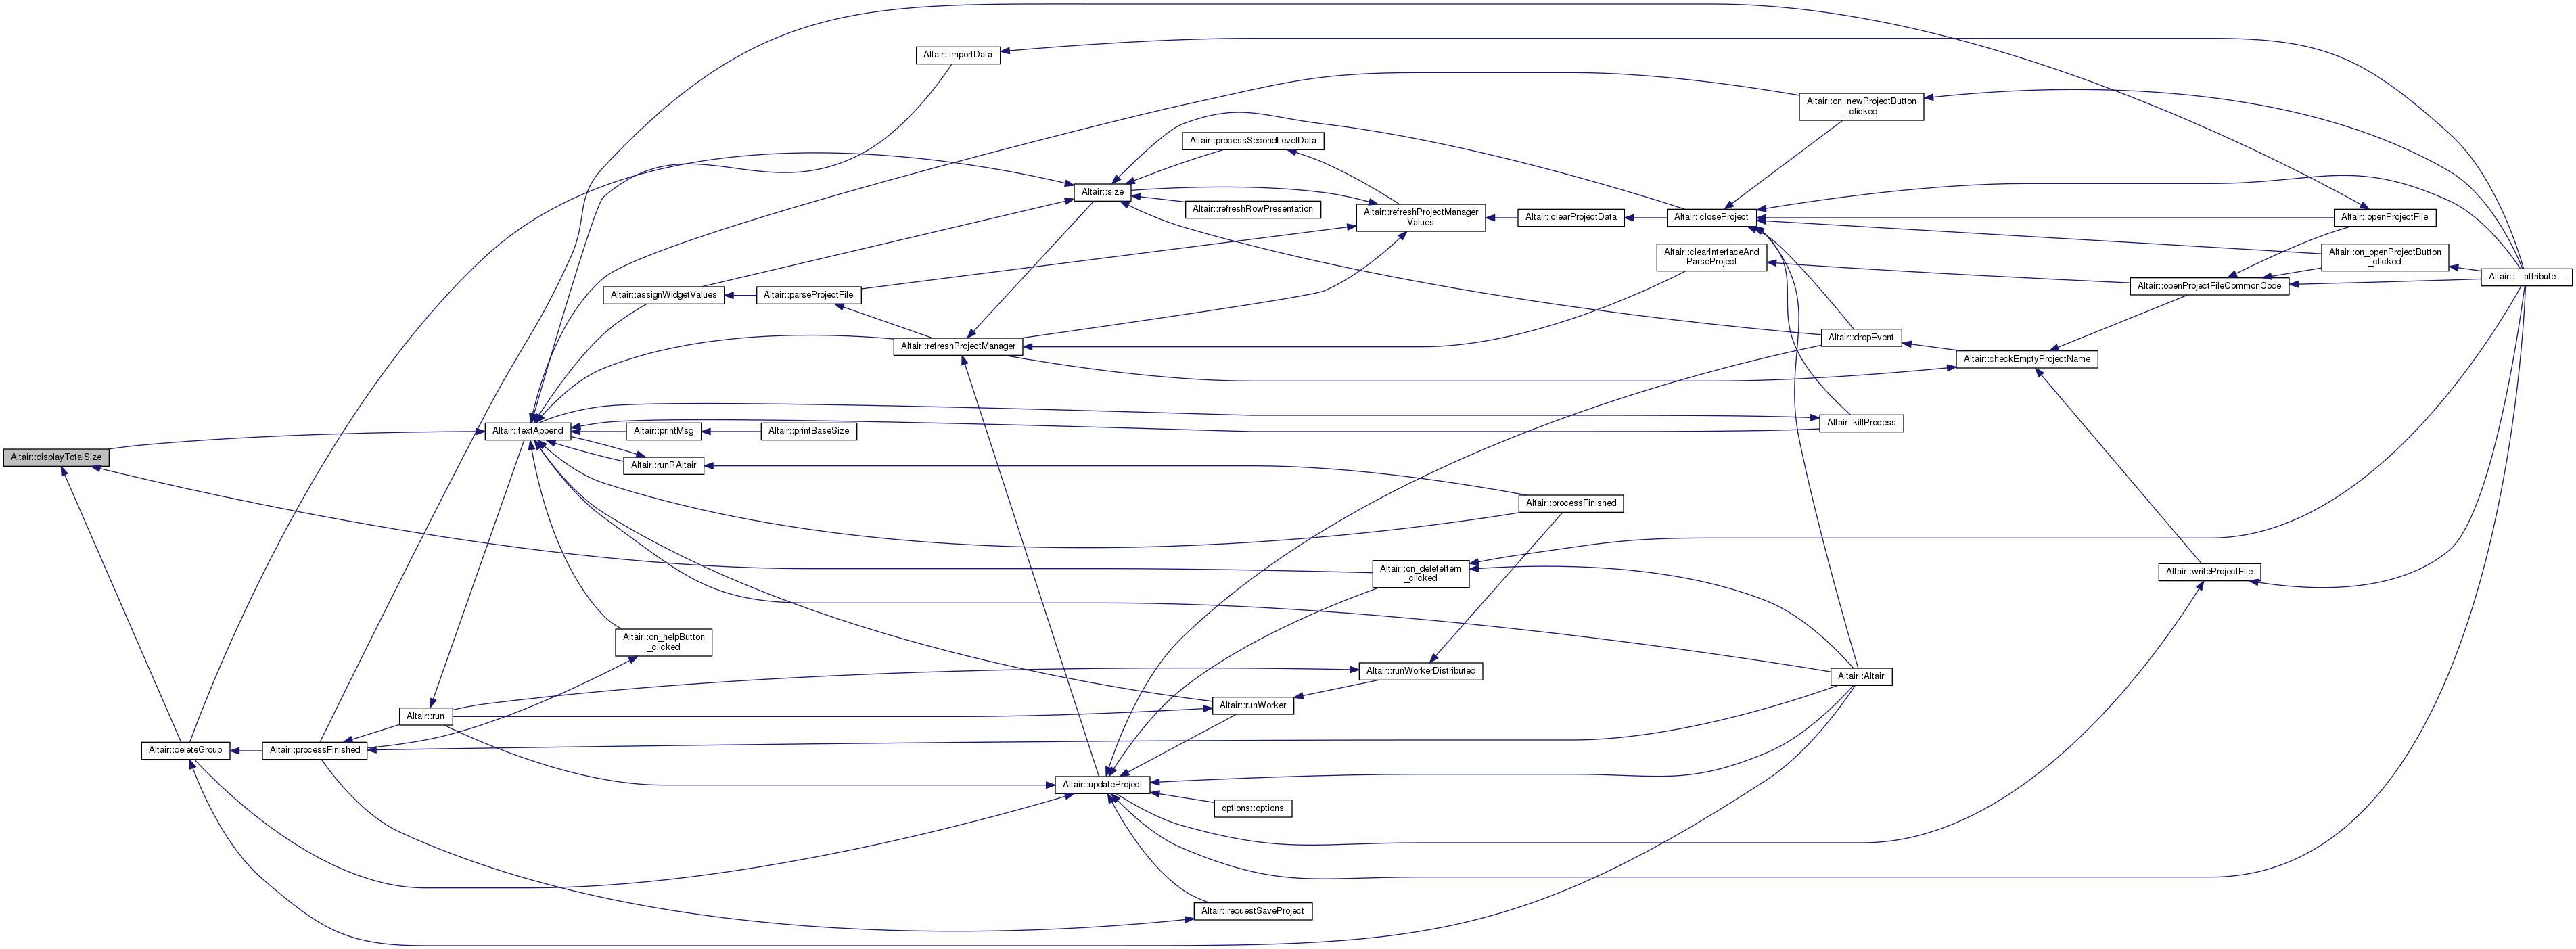 Altair::importData
Altair::on_newProjectButton
_clicked
Altair::processSecondLevelData
Altair::size
Altair::refreshRowPresentation
Altair::refreshProjectManager
Values
Altair::clearProjectData
Altair::closeProject
Altair::openProjectFile
Altair::clearInterfaceAnd
ParseProject
Altair::on_openProjectButton
_clicked
Altair::__attribute__
Altair::openProjectFileCommonCode
Altair::assignWidgetValues
Altair::parseProjectFile
Altair::refreshProjectManager
Altair::dropEvent
Altair::checkEmptyProjectName
Altair::killProcess
Altair::textAppend
Altair::printMsg
Altair::printBaseSize
Altair::displayTotalSize
Altair::runRAltair
Altair::processFinished
Altair::on_deleteItem
_clicked
Altair::writeProjectFile
Altair::on_helpButton
_clicked
Altair::runWorkerDistributed
Altair::Altair
Altair::runWorker
Altair::run
Altair::deleteGroup
Altair::processFinished
Altair::updateProject
options::options
Altair::requestSaveProject